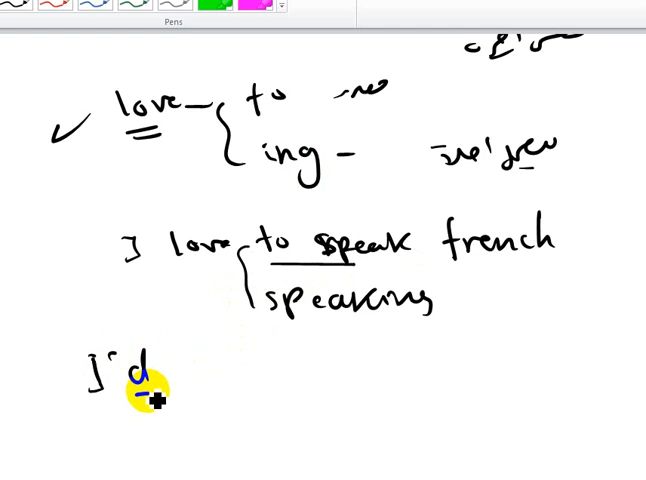 Pens
love to
ing -
I love to speak french
speaking
I'd